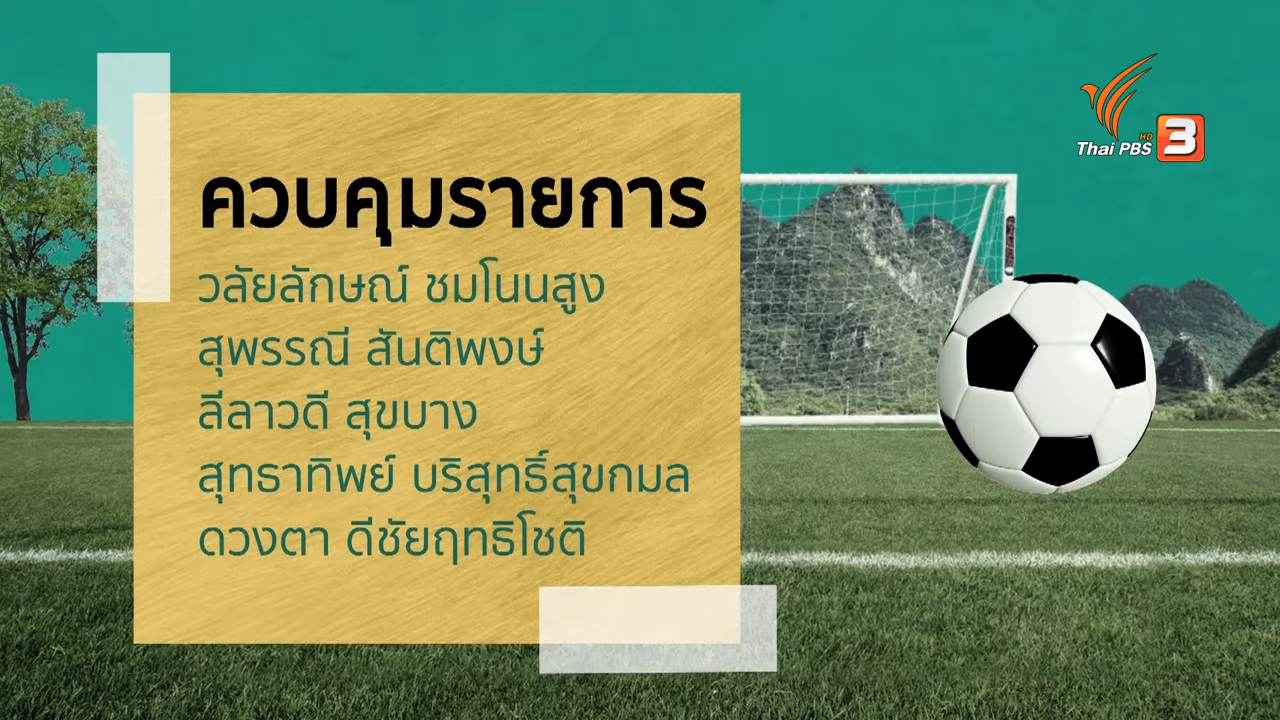 ควบคุมรายการ
วลัยลักษณ์ ชมโนนสูง
สุพรรณี สันติพงษ์
ลีลาวดี สุขบาง
สุทธาทิพย์ บริสุทธิ์สุขกมล
ดวงตา ดีชัยฤทธิโชติ
HD
Thai PBS 3